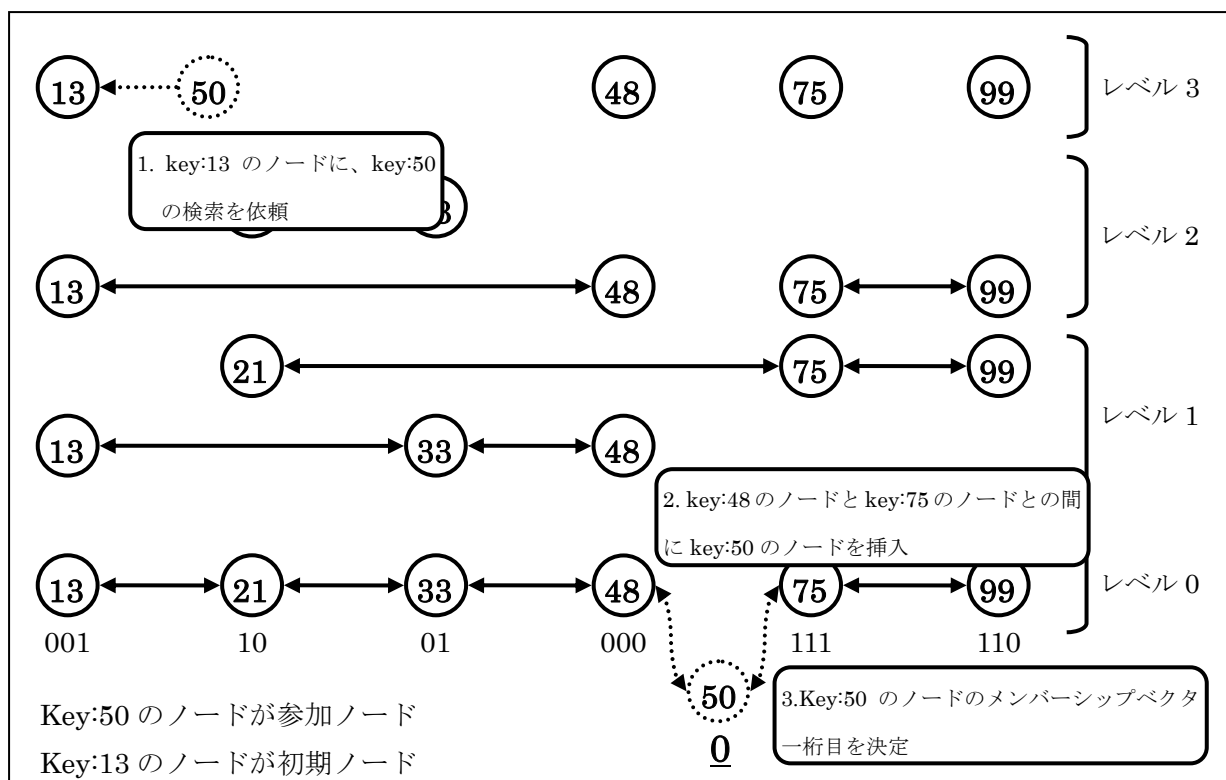 13 50 48 75 99 レベル 3
1. key:13 のノードに、key:50
の検索を依頼
レベル 2
13 48 75 99
21 75 99
レベル 1
13 33 48
2. key:48のノードとkey:75のノードとの間
に key:50 のノードを挿入
13 21 33 48 75 99 レベル 0
001 10 01 000 111 110
50
0
3.Key:50 のノードのメンバーシップベクタ
一桁目を決定
Key:50 のノードが参加ノード
Key:13 のノードが初期ノード